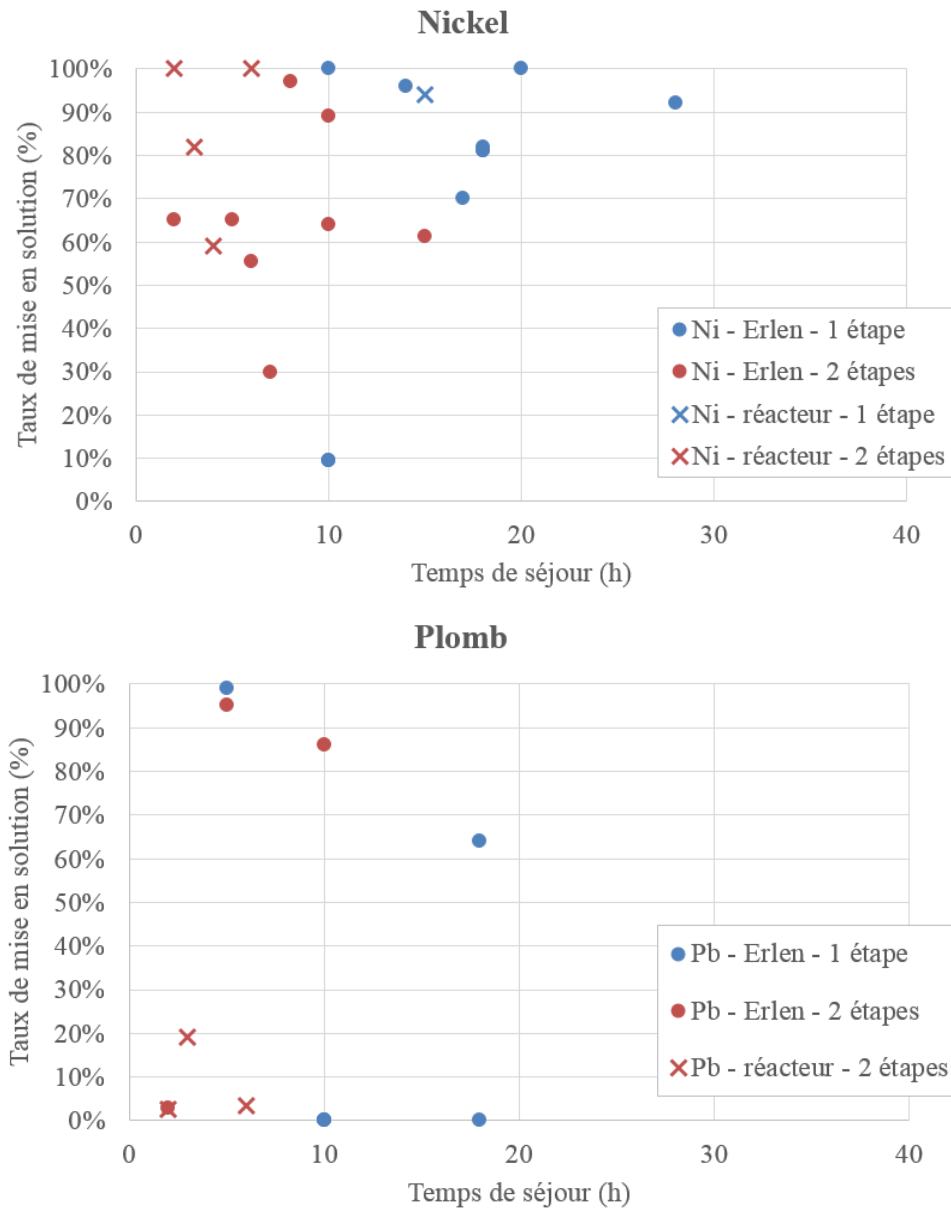 Nickel
Taux de mise en solution (%)
100%
90%
80%
70%
60%
50%
40%
30%
20%
10%
0%
0
10
20
30
40
Temps de séjour (h)
Ni - Erlen - 1 étape
Ni - Erlen - 2 étapes
Ni - réacteur - 1 étape
Ni - réacteur - 2 étapes
Plomb
Taux de mise en solution (%)
100%
90%
80%
70%
60%
50%
40%
30%
20%
10%
0%
0
10
20
30
40
Temps de séjour (h)
Pb - Erlen - 1 étape
Pb - Erlen - 2 étapes
Pb - réacteur - 2 étapes